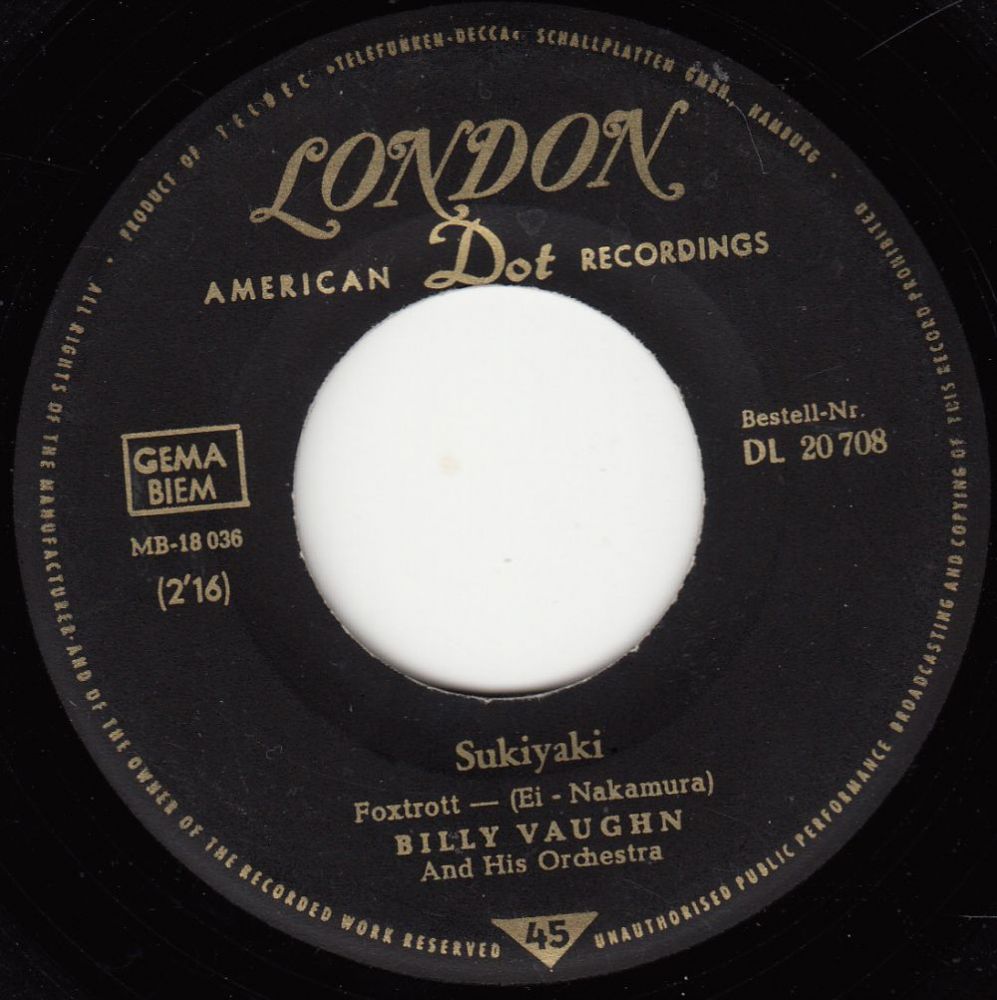 · PRODUCT OF TELDEC »TELEFUNKEN-DECCA« SCHALLPLATTEN GMBH., HAMBURG ·
LONDON
AMERICAN Dot RECORDINGS
GEMA
BIEM
MB-18 036
(2'16)
Bestell-Nr.
DL 20 708
Sukiyaki
Foxtrott — (Ei - Nakamura)
BILLY VAUGHN
And His Orchestra
45
ALL RIGHTS OF THE MANUFACTURER AND OF THE OWNER OF THE RECORDED WORK RESERVED
UNAUTHORISED PUBLIC PERFORMANCE BROADCASTING AND COPYING OF THIS RECORD PROHIBITED